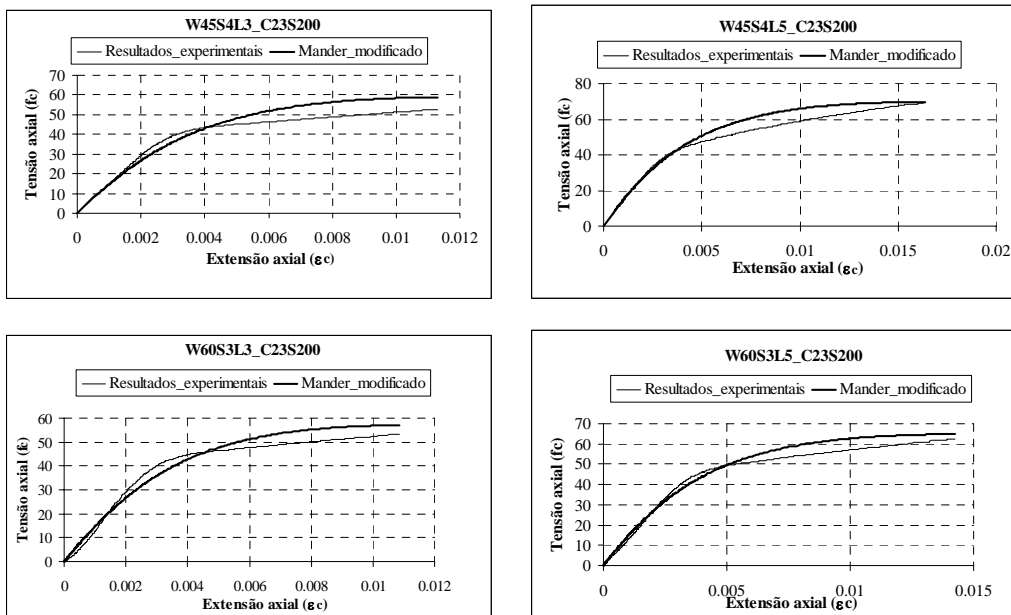 W45S4L3_C23S200
Resultados_experimentais Mander_modificado
Tensão axial (fc)
70
60
50
40
30
20
10
0
0 0.002 0.004 0.006 0.008 0.01 0.012
Extensão axial (εc)
W45S4L5_C23S200
Resultados_experimentais Mander_modificado
Tensão axial (fc)
80
60
40
20
0
0 0.005 0.01 0.015 0.02
Extensão axial (εc)
W60S3L3_C23S200
Resultados_experimentais Mander_modificado
Tensão axial (fc)
60
50
40
30
20
10
0
0 0.002 0.004 0.006 0.008 0.01 0.012
Extensão axial (εc)
W60S3L5_C23S200
Resultados_experimentais Mander_modificado
Tensão axial (fc)
70
60
50
40
30
20
10
0
0 0.005 0.01 0.015
Extensão axial (εc)